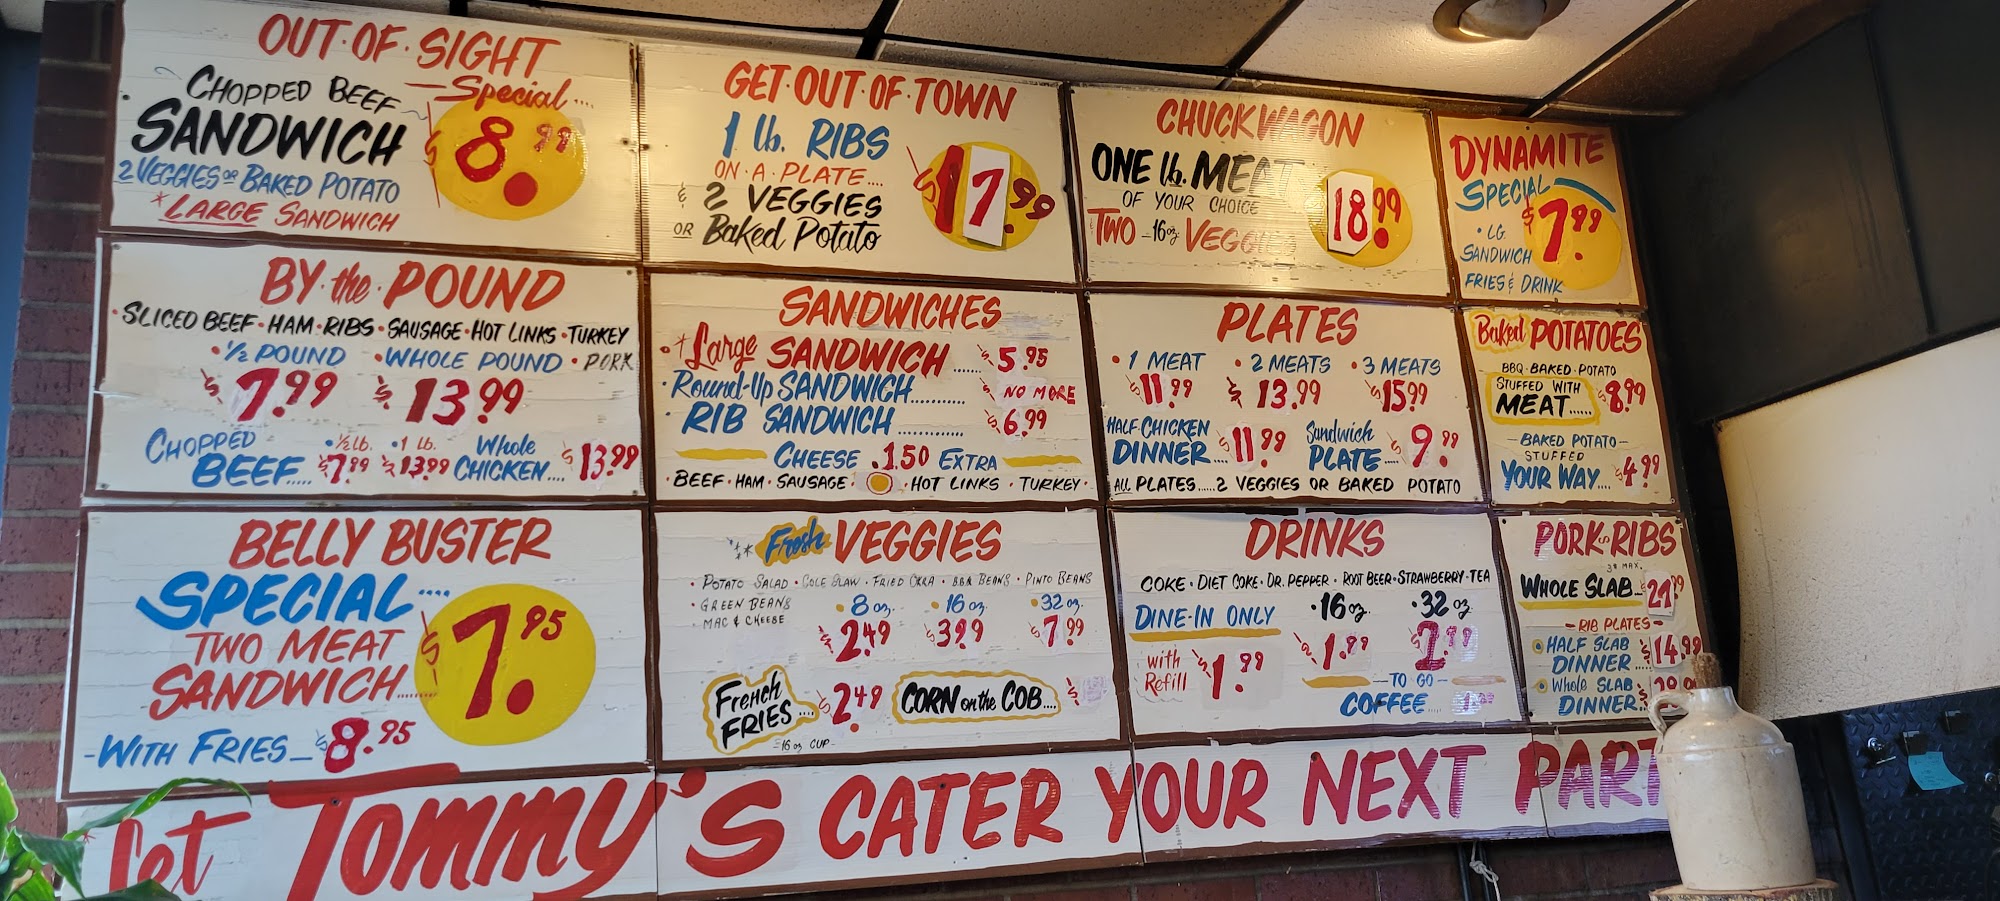 OUT·OF·SIGHT
—Special....
CHOPPED BEEF
SANDWICH
2 VEGGIES OR BAKED POTATO
*LARGE SANDWICH
$8.99
GET·OUT·OF·TOWN
1 lb. RIBS
ON·A·PLATE....
& 2 VEGGIES
OR Baked Potato
$17.99
CHUCKWAGON
ONE lb. MEAT
OF YOUR CHOICE
TWO -16oz VEGGIES
18.99
DYNAMITE
SPECIAL
$7.99
·LG.
SANDWICH
FRIES & DRINK
BY·the·POUND
·SLICED BEEF·HAM·RIBS·SAUSAGE·HOT LINKS·TURKEY
·½ POUND ·WHOLE POUND ·PORK
$7.99 $13.99
CHOPPED BEEF..... ·½ lb. $7.99 ·1 lb. $13.99
Whole CHICKEN.... $13.99
SANDWICHES
·*Large SANDWICH....... $5.95
·Round-Up SANDWICH............ $ NO MORE
·RIB SANDWICH ............. $6.99
CHEESE .1.50 EXTRA
·BEEF·HAM·SAUSAGE· ·HOT LINKS·TURKEY·
PLATES
·1 MEAT ·2 MEATS ·3 MEATS
$11.99 $13.99 $15.99
HALF CHICKEN DINNER... $11.99
Sandwich PLATE... $9.99
ALL PLATES.....2 VEGGIES OR BAKED POTATO
Baked POTATOES
BBQ·BAKED·POTATO
STUFFED WITH
MEAT...... $8.99
—BAKED POTATO—
STUFFED
YOUR WAY.... $4.99
BELLY BUSTER
SPECIAL....
TWO MEAT
SANDWICH.......
$7.95
-WITH FRIES_ $8.95
Fresh VEGGIES
·POTATO SALAD·COLE SLAW·FRIED OKRA·BBQ BEANS·PINTO BEANS
·GREEN BEANS
·MAC & CHEESE
·8 oz. ·16 oz. ·32 oz.
$2.49 $3.99 $7.99
French FRIES.... $2.49
-16 oz CUP-
CORN on the COB.... $
DRINKS
COKE·DIET COKE·DR. PEPPER·ROOT BEER·STRAWBERRY·TEA
DINE-IN ONLY ·16 oz. ·32 oz.
with Refill $1.99 $1.99 $2.99
—TO GO—
COFFEE
PORK RIBS
WHOLE SLAB
—RIB PLATES—
HALF SLAB
DINNER... $14.99
Whole SLAB
DINNER
Let Tommy's CATER YOUR NEXT PART